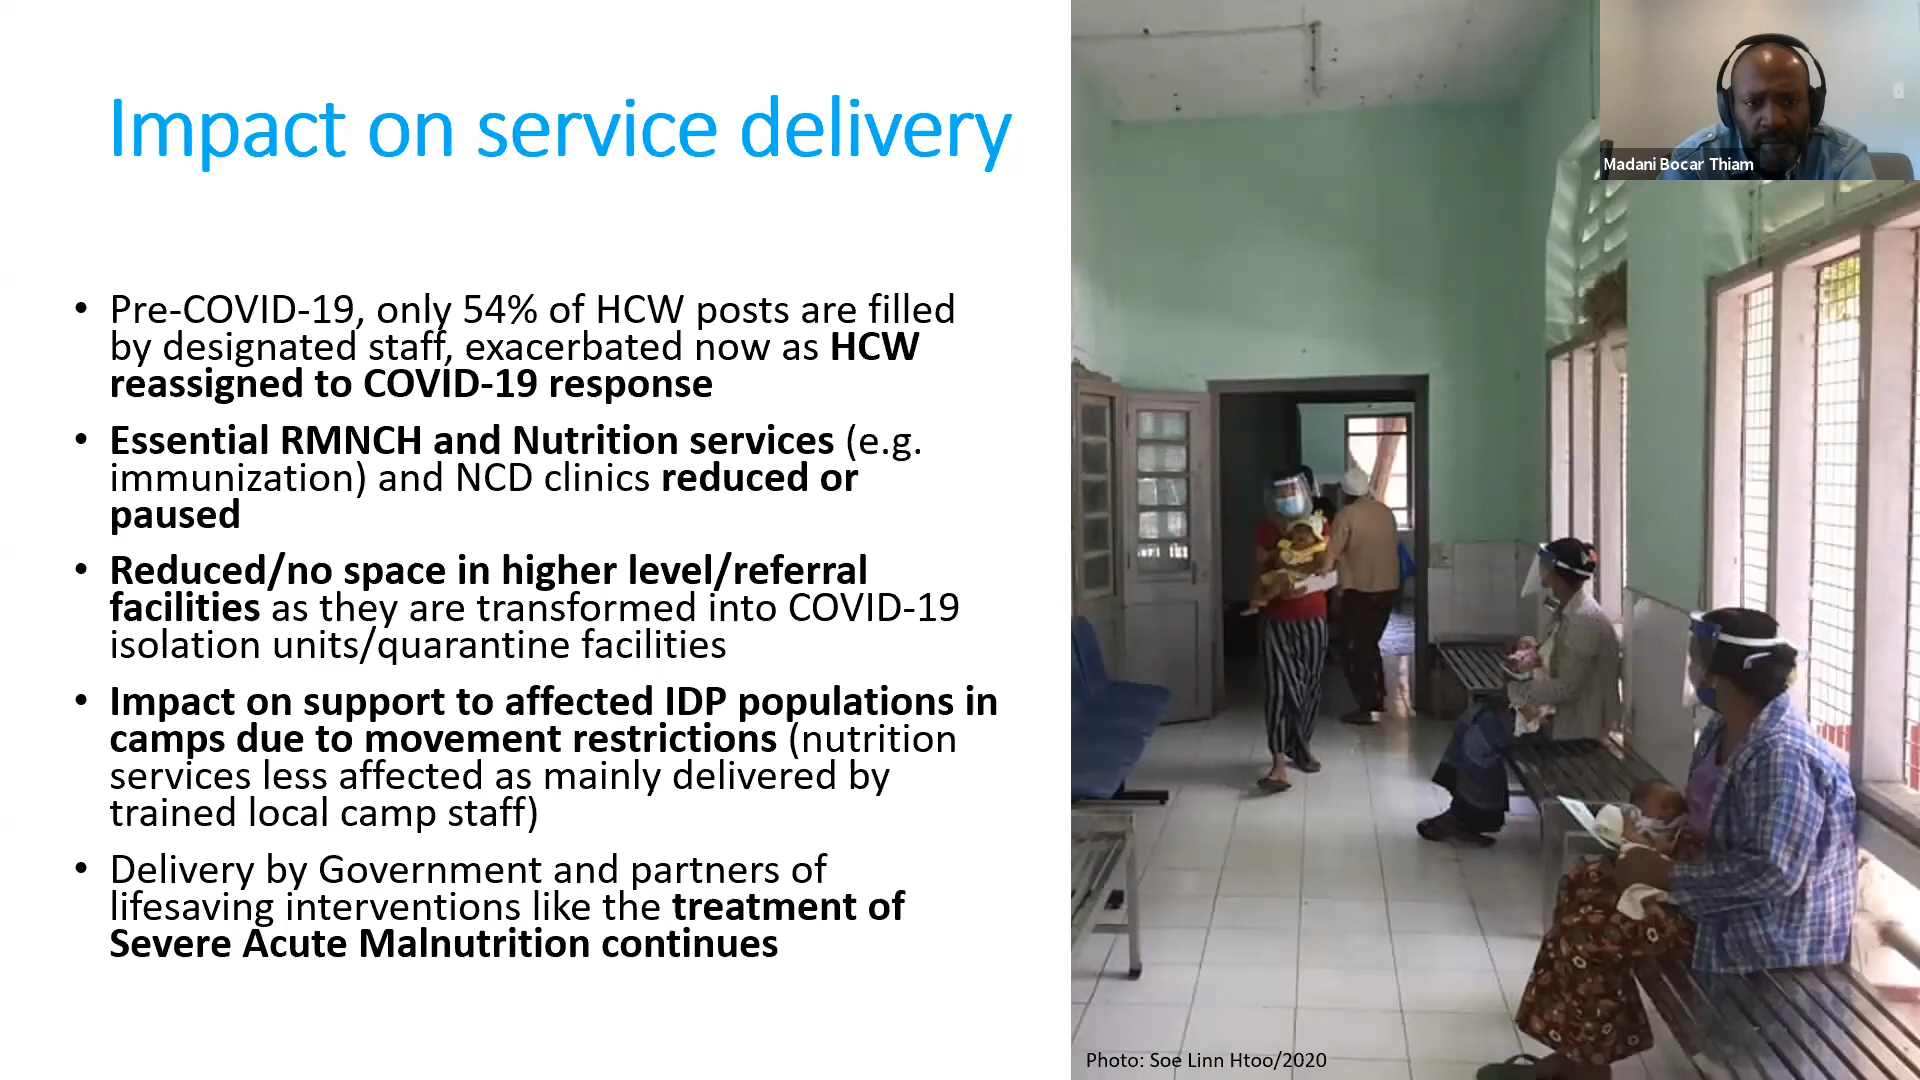 Impact on service delivery
Madani Bocar Thiam
• Pre-COVID-19, only 54% of HCW posts are filled
by designated staff, exacerbated now as HCW
reassigned to COVID-19 response
• Essential RMNCH and Nutrition services (e.g.
immunization) and NCD clinics reduced or
paused
• Reduced/no space in higher level/referral
facilities as they are transformed into COVID-19
isolation units/quarantine facilities
• Impact on support to affected IDP populations in
camps due to movement restrictions (nutrition
services less affected as mainly delivered by
trained local camp staff)
• Delivery by Government and partners of
lifesaving interventions like the treatment of
Severe Acute Malnutrition continues
Photo: Soe Linn Htoo/2020